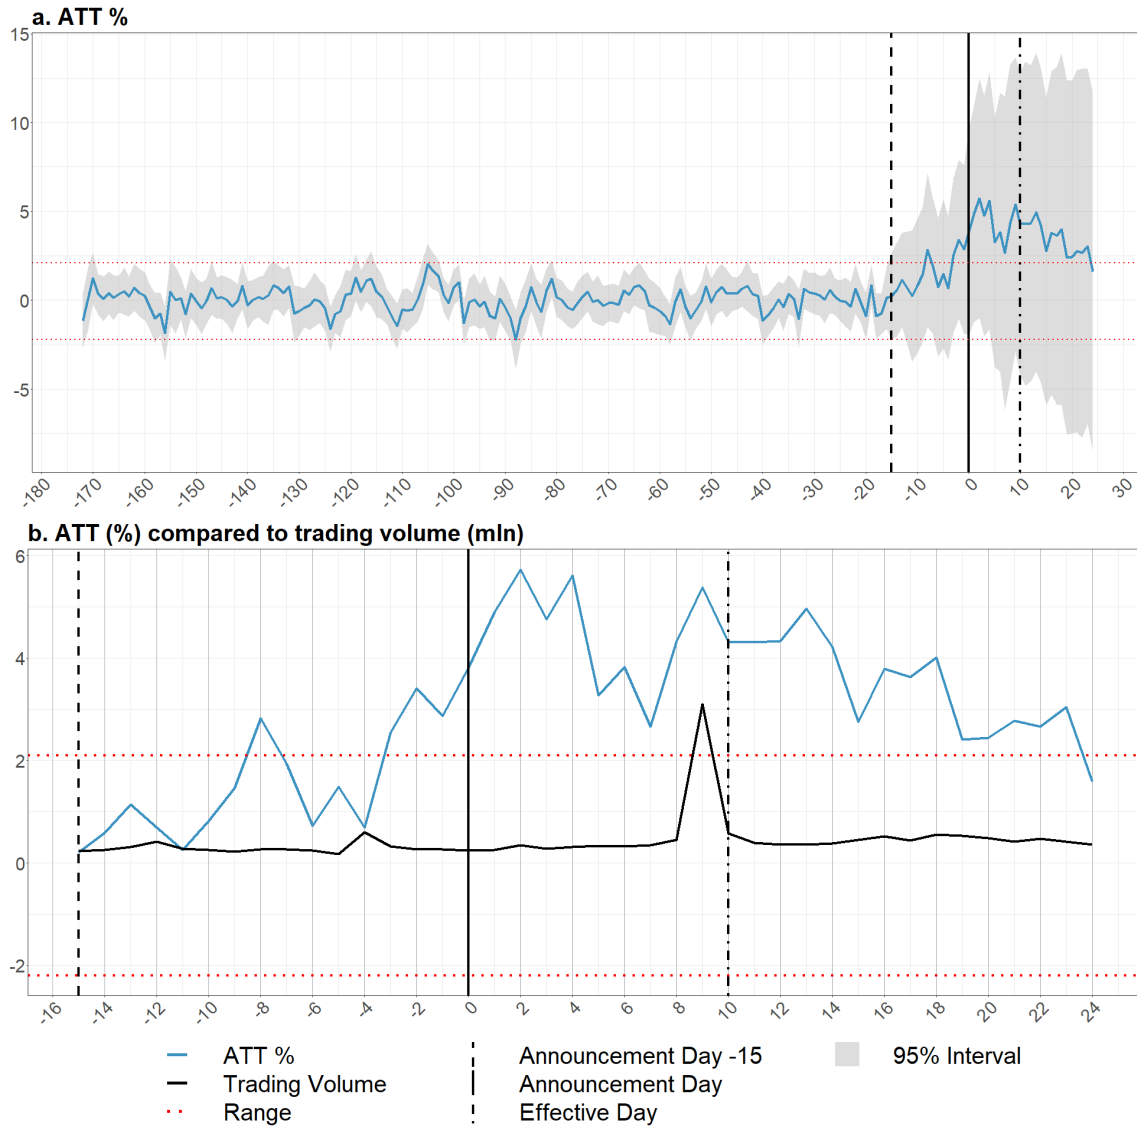 a. ATT %
15
10
5
0
-5
-180 -170 -160 -150 -140 -130 -120 -110 -100 -90 -80 -70 -60 -50 -40 -30 -20 -10 0 10 20 30
b. ATT (%) compared to trading volume (mln)
6
4
2
0
-2
-16 -14 -12 -10 -8 -6 -4 -2 0 2 4 6 8 10 12 14 16 18 20 22 24
ATT % Announcement Day -15 95% Interval
Trading Volume Announcement Day
Range Effective Day